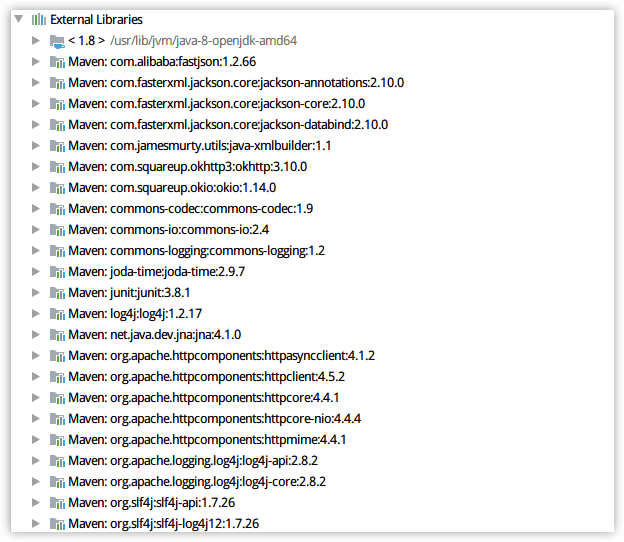 External Libraries
< 1.8 > /usr/lib/jvm/java-8-openjdk-amd64
Maven: com.alibaba:fastjson:1.2.66
Maven: com.fasterxml.jackson.core:jackson-annotations:2.10.0
Maven: com.fasterxml.jackson.core:jackson-core:2.10.0
Maven: com.fasterxml.jackson.core:jackson-databind:2.10.0
Maven: com.jamesmurty.utils:java-xmlbuilder:1.1
Maven: com.squareup.okhttp3:okhttp:3.10.0
Maven: com.squareup.okio:okio:1.14.0
Maven: commons-codec:commons-codec:1.9
Maven: commons-io:commons-io:2.4
Maven: commons-logging:commons-logging:1.2
Maven: joda-time:joda-time:2.9.7
Maven: junit:junit:3.8.1
Maven: log4j:log4j:1.2.17
Maven: net.java.dev.jna:jna:4.1.0
Maven: org.apache.httpcomponents:httpasyncclient:4.1.2
Maven: org.apache.httpcomponents:httpclient:4.5.2
Maven: org.apache.httpcomponents:httpcore:4.4.1
Maven: org.apache.httpcomponents:httpcore-nio:4.4.4
Maven: org.apache.httpcomponents:httpmime:4.4.1
Maven: org.apache.logging.log4j:log4j-api:2.8.2
Maven: org.apache.logging.log4j:log4j-core:2.8.2
Maven: org.slf4j:slf4j-api:1.7.26
Maven: org.slf4j:slf4j-log4j12:1.7.26